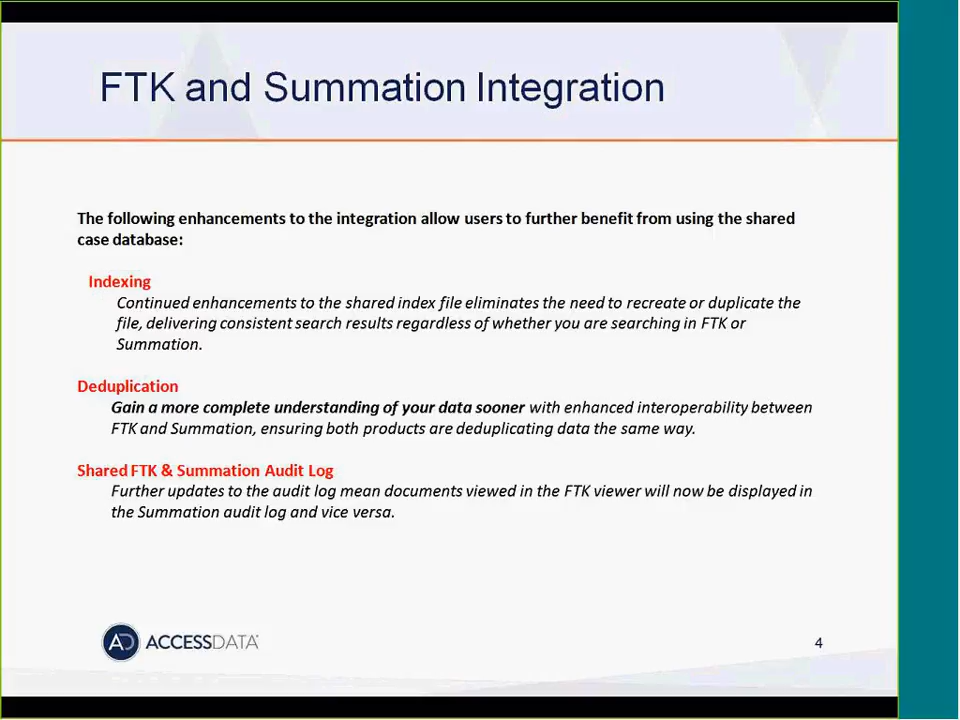 FTK and Summation Integration
The following enhancements to the integration allow users to further benefit from using the shared
case database:
Indexing
Continued enhancements to the shared index file eliminates the need to recreate or duplicate the
file, delivering consistent search results regardless of whether you are searching in FTK or
Summation.
Deduplication
Gain a more complete understanding of your data sooner with enhanced interoperability between
FTK and Summation, ensuring both products are deduplicating data the same way.
Shared FTK & Summation Audit Log
Further updates to the audit log mean documents viewed in the FTK viewer will now be displayed in
the Summation audit log and vice versa.
AD ACCESSDATA
4